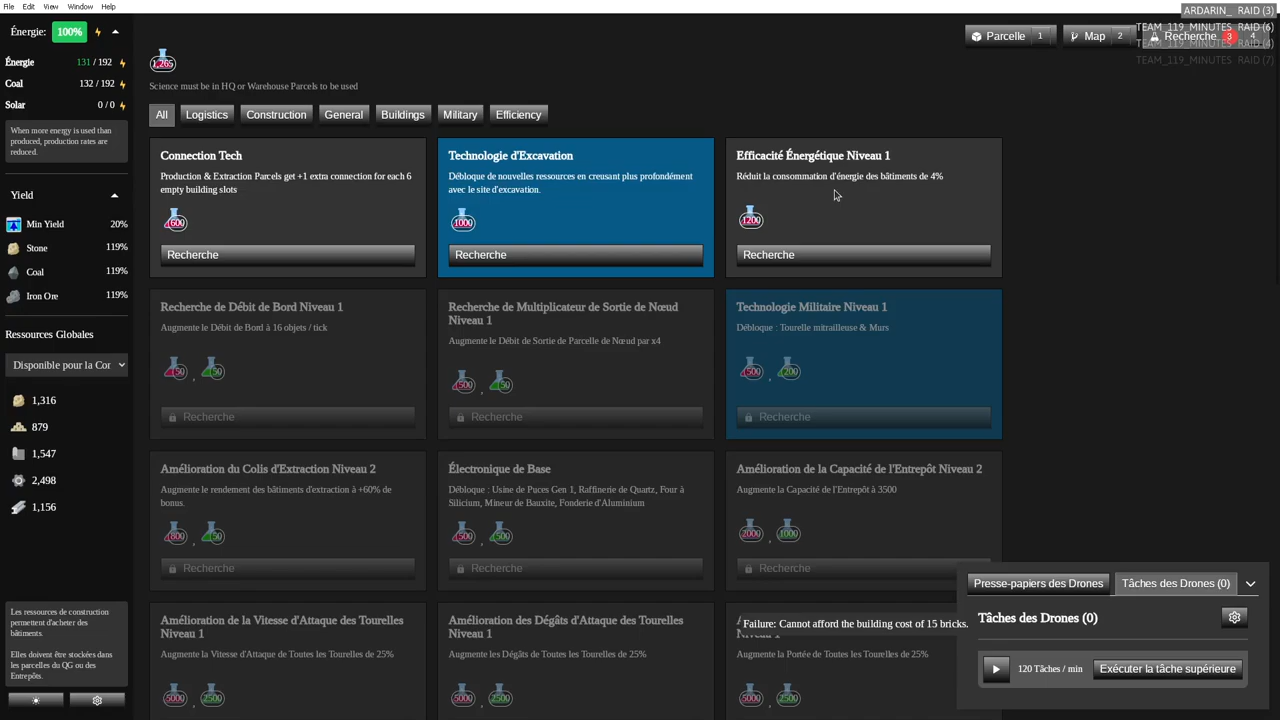 File Edit View Window Help
ARDARIN_ RAID (3)
TEAM_119_MINUTES RAID (6)
TEAM_119_MINUTES RAID (4)
TEAM_119_MINUTES RAID (7)
Énergie: 100%
Parcelle 1
Map 2
Recherche 3 4
Énergie 131 / 192
Coal 132 / 192
Solar 0 / 0
When more energy is used than
produced, production rates are
reduced.
Yield
Min Yield 20%
Stone 119%
Coal 119%
Iron Ore 119%
Ressources Globales
Disponible pour la Cor
1,316
879
1,547
2,498
1,156
Les ressources de construction
permettent d'acheter des
bâtiments.
Elles doivent être stockées dans
les parcelles du QG ou des
Entrepôts.
1,265
Science must be in HQ or Warehouse Parcels to be used
All Logistics Construction General Buildings Military Efficiency
Connection Tech
Production & Extraction Parcels get +1 extra connection for each 6
empty building slots
600
Recherche
Technologie d'Excavation
Débloque de nouvelles ressources en creusant plus profondément
avec le site d'excavation.
1000
Recherche
Efficacité Énergétique Niveau 1
Réduit la consommation d'énergie des bâtiments de 4%
1200
Recherche
Recherche de Débit de Bord Niveau 1
Augmente le Débit de Bord à 16 objets / tick
150 , 50
Recherche
Recherche de Multiplicateur de Sortie de Nœud
Niveau 1
Augmente le Débit de Sortie de Parcelle de Nœud par x4
500 , 50
Recherche
Technologie Militaire Niveau 1
Débloque : Tourelle mitrailleuse & Murs
500 , 200
Recherche
Amélioration du Colis d'Extraction Niveau 2
Augmente le rendement des bâtiments d'extraction à +60% de
bonus.
800 , 50
Recherche
Électronique de Base
Débloque : Usine de Puces Gen 1, Raffinerie de Quartz, Four à
Silicium, Mineur de Bauxite, Fonderie d'Aluminium
500 , 500
Recherche
Amélioration de la Capacité de l'Entrepôt Niveau 2
Augmente la Capacité de l'Entrepôt à 3500
2000 , 1000
Recherche
Amélioration de la Vitesse d'Attaque des Tourelles
Niveau 1
Augmente la Vitesse d'Attaque de Toutes les Tourelles de 25%
5000 , 2500
Amélioration des Dégâts d'Attaque des Tourelles
Niveau 1
Augmente les Dégâts de Toutes les Tourelles de 25%
5000 , 2500
Niveau 1
Augmente la Portée de Toutes les Tourelles de 25%
5000 , 2500
Failure: Cannot afford the building cost of 15 bricks.
Presse-papiers des Drones Tâches des Drones (0)
Tâches des Drones (0)
120 Tâches / min Exécuter la tâche supérieure